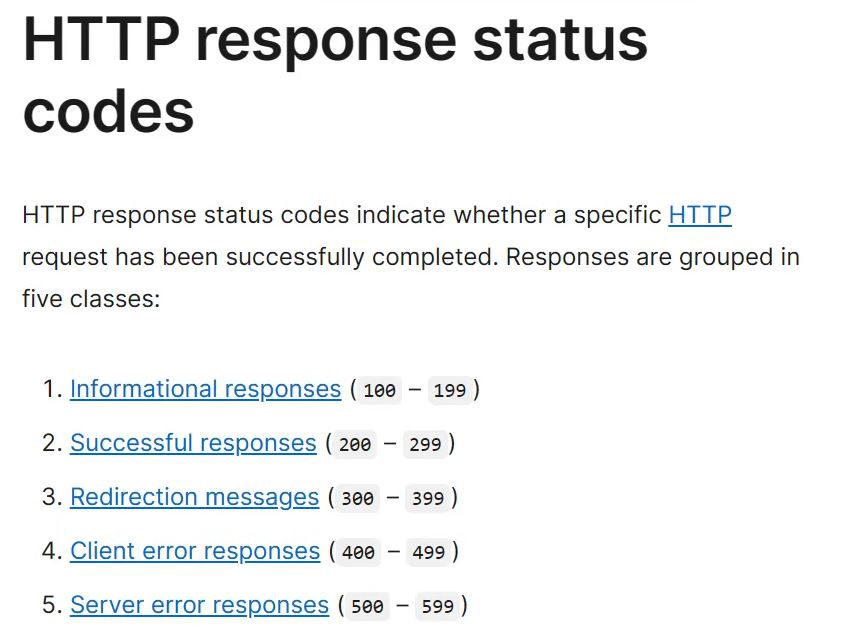 HTTP response status
codes
HTTP response status codes indicate whether a specific HTTP
request has been successfully completed. Responses are grouped in
five classes:
1. Informational responses ( 100 – 199 )
2. Successful responses ( 200 – 299 )
3. Redirection messages ( 300 – 399 )
4. Client error responses ( 400 – 499 )
5. Server error responses ( 500 – 599 )